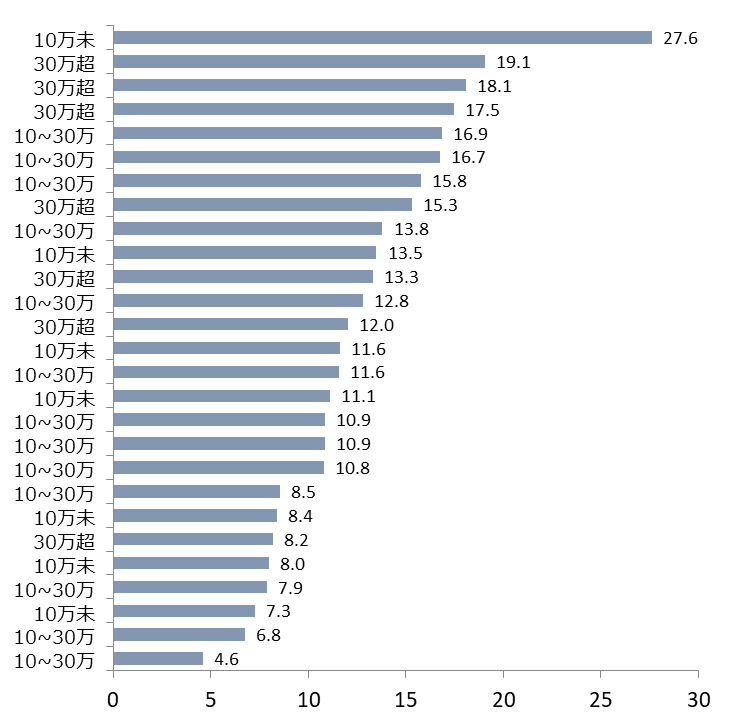 10万未 27.6
30万超 19.1
30万超 18.1
30万超 17.5
10~30万 16.9
10~30万 16.7
10~30万 15.8
30万超 15.3
10~30万 13.8
10万未 13.5
30万超 13.3
10~30万 12.8
30万超 12.0
10万未 11.6
10~30万 11.6
10万未 11.1
10~30万 10.9
10~30万 10.9
10~30万 10.8
10~30万 8.5
10万未 8.4
30万超 8.2
10万未 8.0
10~30万 7.9
10万未 7.3
10~30万 6.8
10~30万 4.6
0 5 10 15 20 25 30